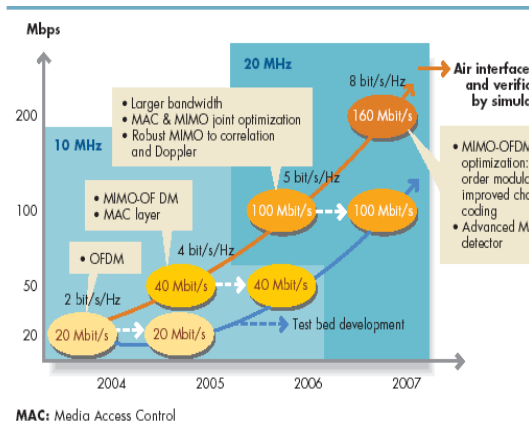 Mbps
20 MHz
8 bit/s/Hz
Air interface
and
by
200
160 Mbit/s
• Larger bandwidth
• MAC & MIMO joint optimization
• Robust MIMO to correlation
and Doppler
10 MHz
• MIMO-OFDM
optimization:
order
improved
coding
• Advanced
detector
5 bit/s/Hz
• MIMO-OF DM
• MAC layer
100
100 Mbit/s
100 Mbit/s
• OFDM
4 bit/s/Hz
50
40 Mbit/s
40 Mbit/s
2 bit/s/Hz
20
20 Mbit/s
20 Mbit/s
Test bed development
2004
2005
2006
2007
MAC: Media Access Control